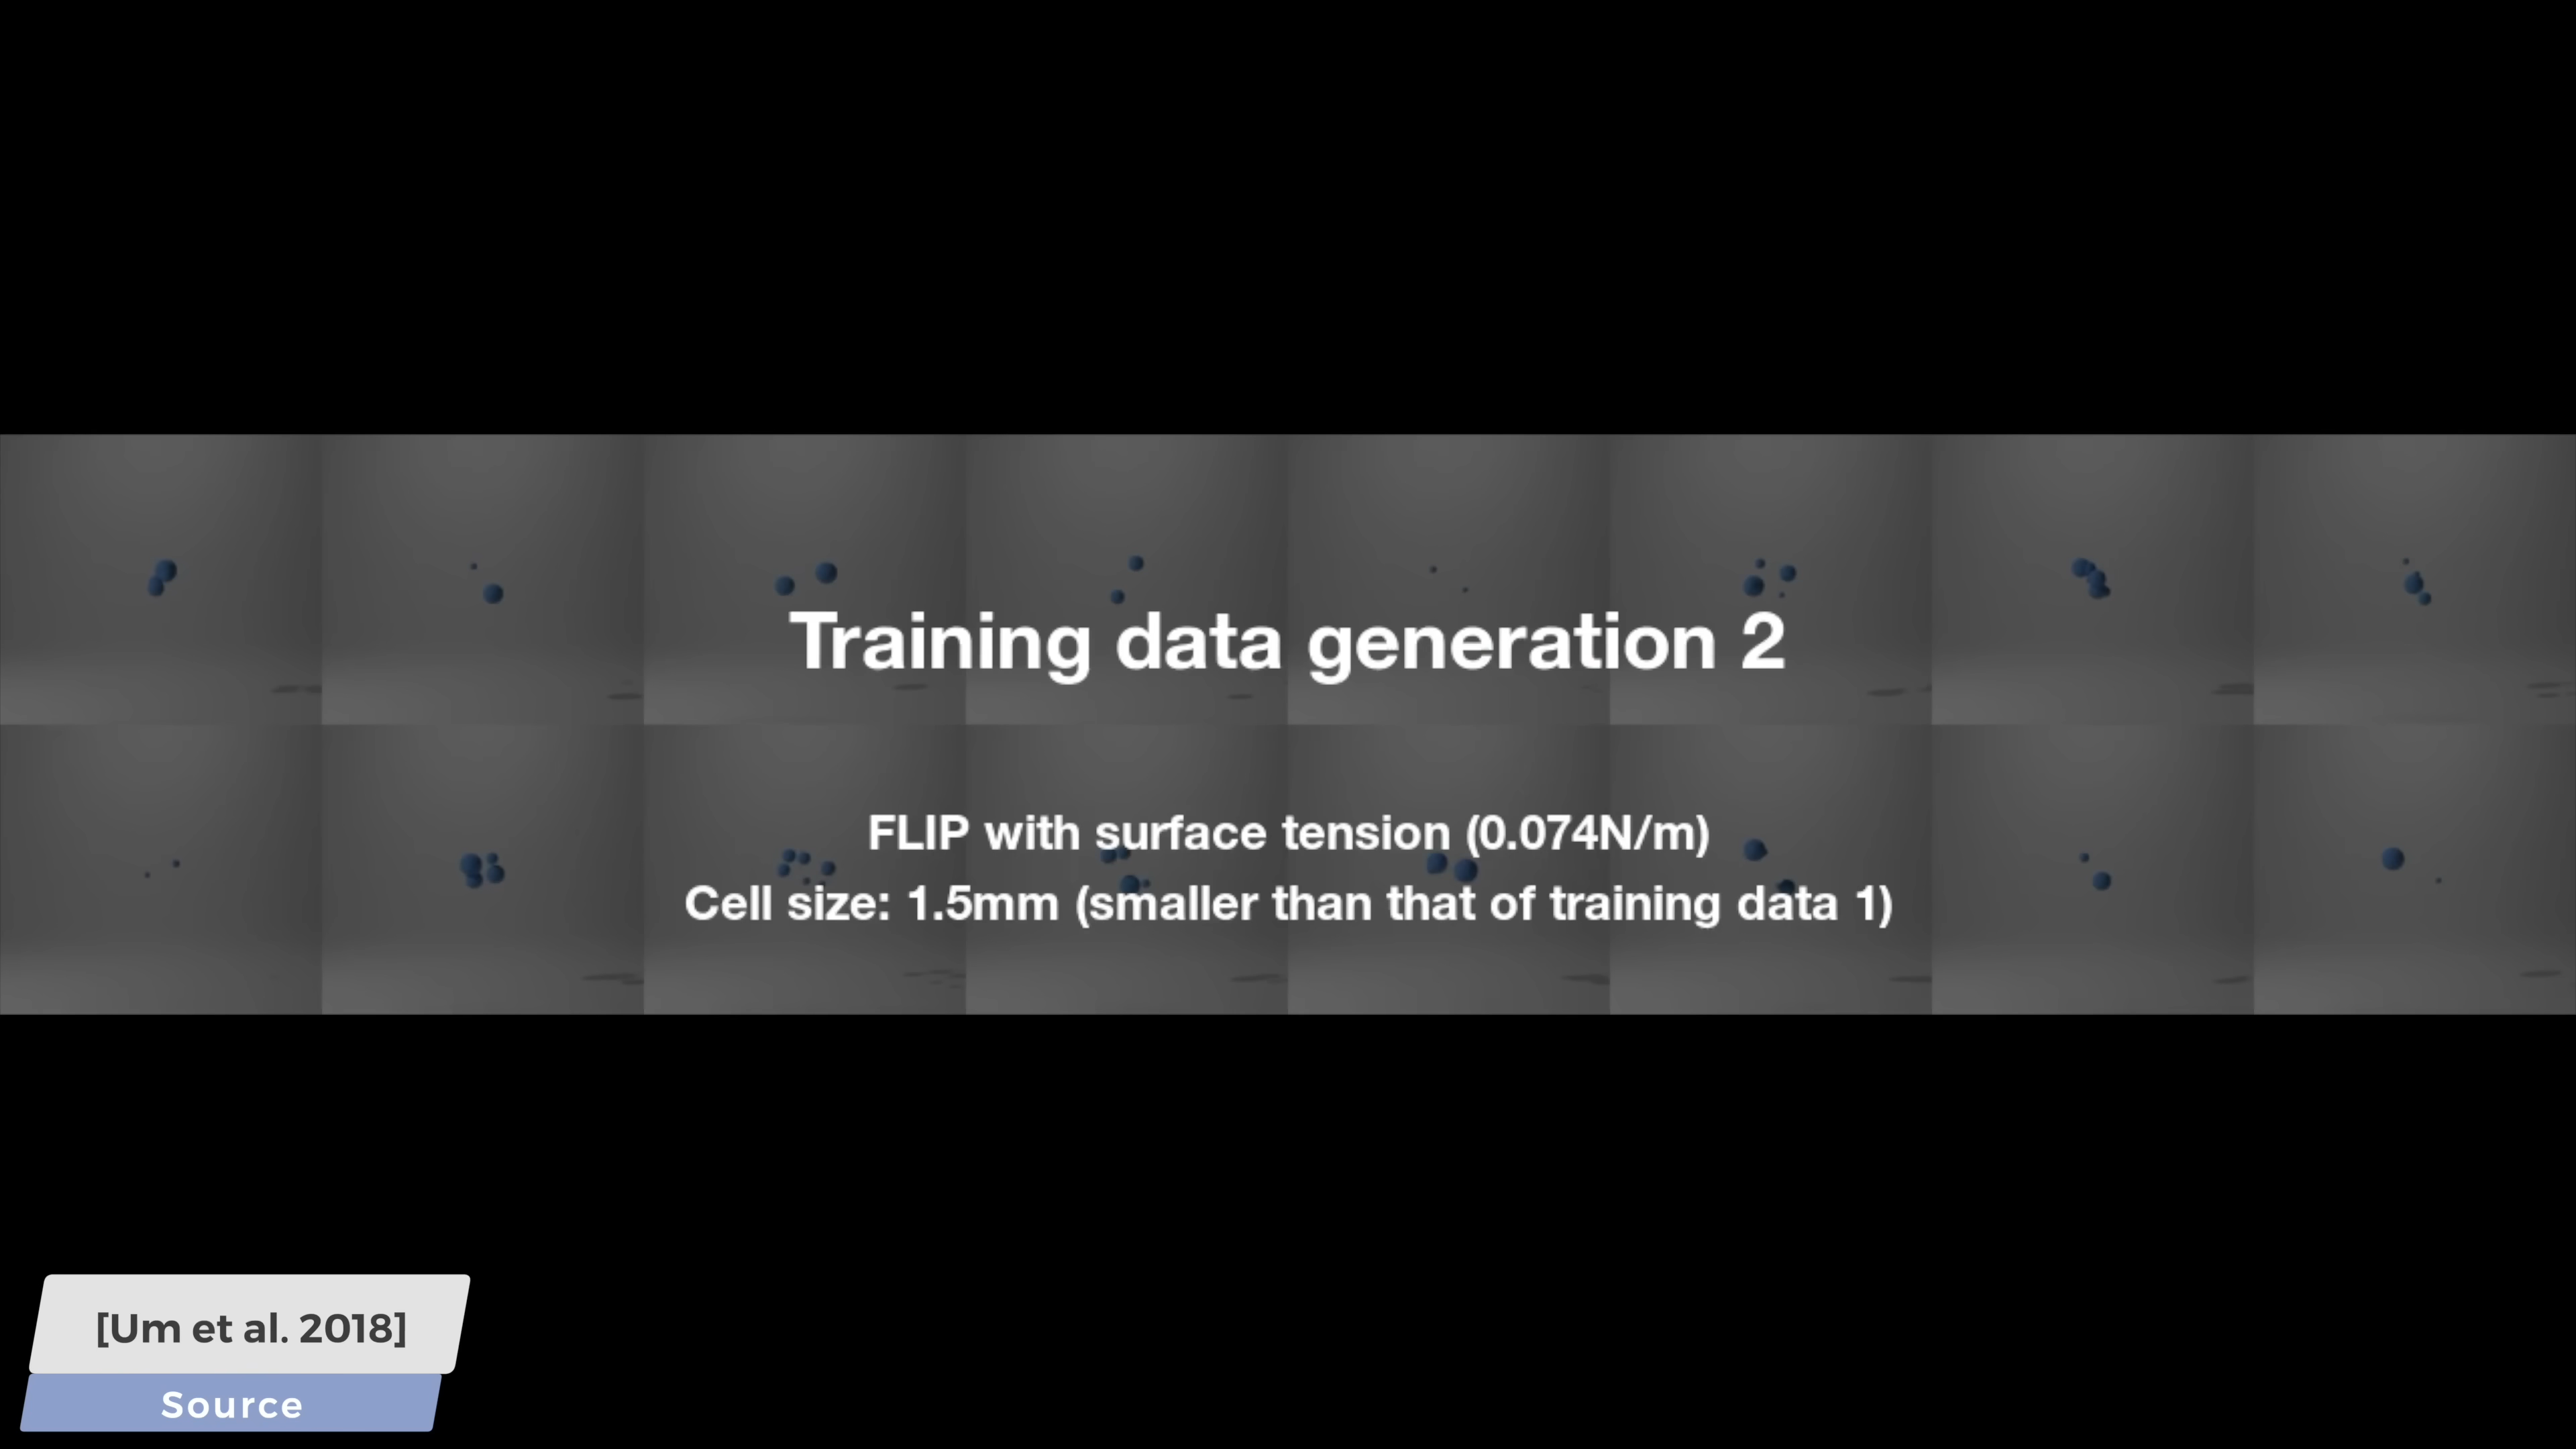 Training data generation 2
FLIP with surface tension (0.074N/m)
Cell size: 1.5mm (smaller than that of training data 1)
[Um et al. 2018]
Source